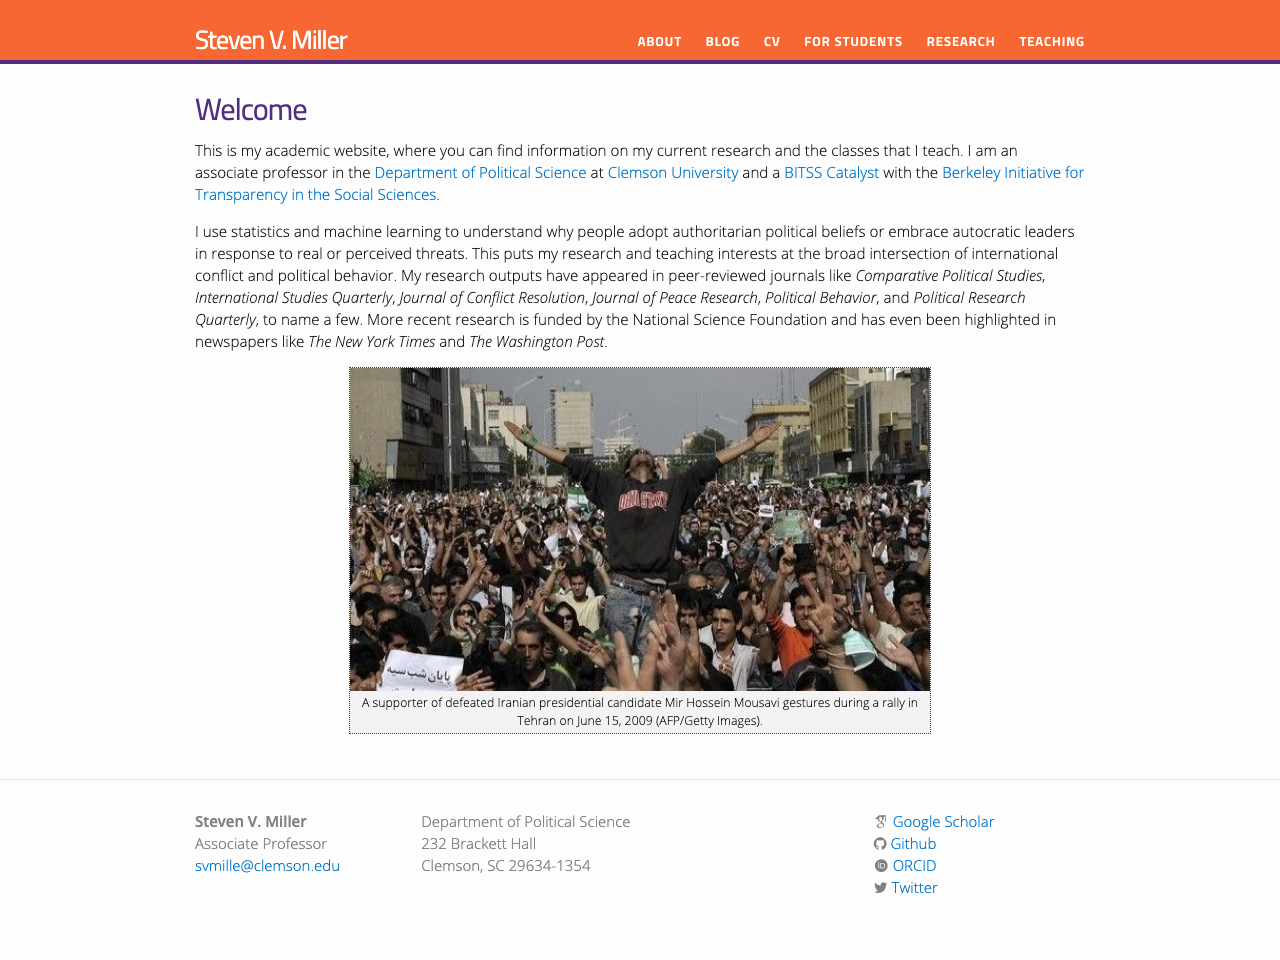 Steven V. Miller
ABOUT BLOG CV FOR STUDENTS RESEARCH TEACHING
Welcome
This is my academic website, where you can find information on my current research and the classes that I teach. I am an
associate professor in the Department of Political Science at Clemson University and a BITSS Catalyst with the Berkeley Initiative for
Transparency in the Social Sciences.
I use statistics and machine learning to understand why people adopt authoritarian political beliefs or embrace autocratic leaders
in response to real or perceived threats. This puts my research and teaching interests at the broad intersection of international
conflict and political behavior. My research outputs have appeared in peer-reviewed journals like Comparative Political Studies,
International Studies Quarterly, Journal of Conflict Resolution, Journal of Peace Research, Political Behavior, and Political Research
Quarterly, to name a few. More recent research is funded by the National Science Foundation and has even been highlighted in
newspapers like The New York Times and The Washington Post.
OHIO STATE
پایان شب سیه
A supporter of defeated Iranian presidential candidate Mir Hossein Mousavi gestures during a rally in
Tehran on June 15, 2009 (AFP/Getty Images).
Steven V. Miller
Associate Professor
svmille@clemson.edu
Department of Political Science
232 Brackett Hall
Clemson, SC 29634-1354
Google Scholar
Github
ORCID
Twitter